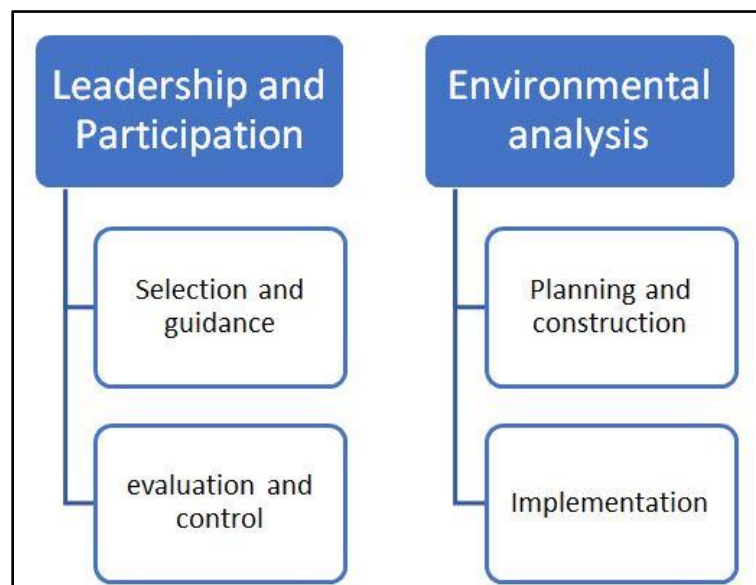 Leadership and
Participation
Selection and
guidance
evaluation and
control
Environmental
analysis
Planning and
construction
Implementation